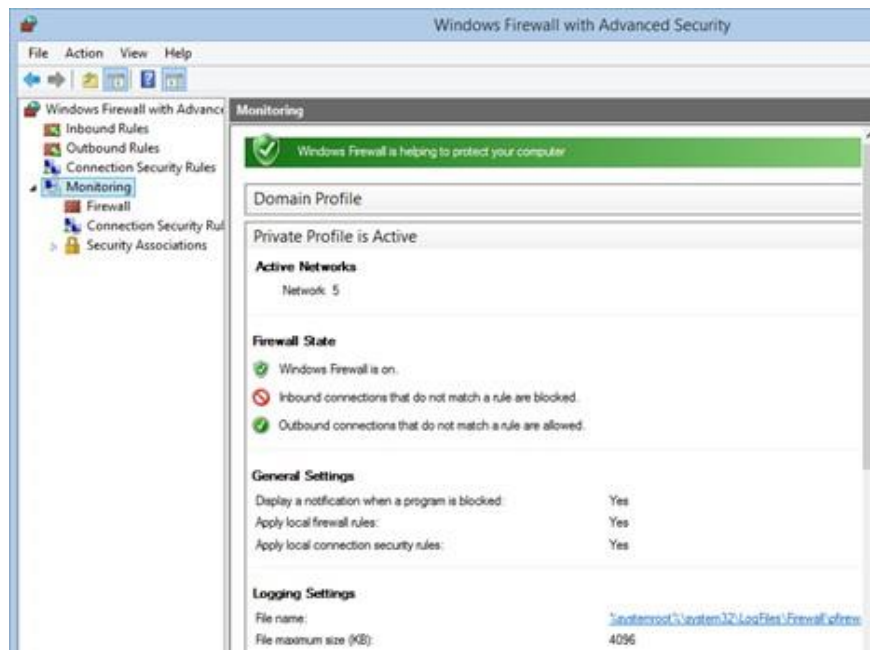 Windows Firewall with Advanced Security
File Action View Help
Windows Firewall with Advance
Inbound Rules
Outbound Rules
Connection Security Rules
Monitoring
Firewall
Connection Security Rul
Security Associations
Monitoring
Windows Firewall is helping to protect your computer
Domain Profile
Private Profile is Active
Active Networks
Network 5
Firewall State
Windows Firewall is on.
Inbound connections that do not match a rule are blocked.
Outbound connections that do not match a rule are allowed.
General Settings
Display a notification when a program is blocked: Yes
Apply local firewall rules: Yes
Apply local connection security rules: Yes
Logging Settings
File name: %systemroot%\system32\LogFiles\Firewall\pfirew
File maximum size (KB): 4096